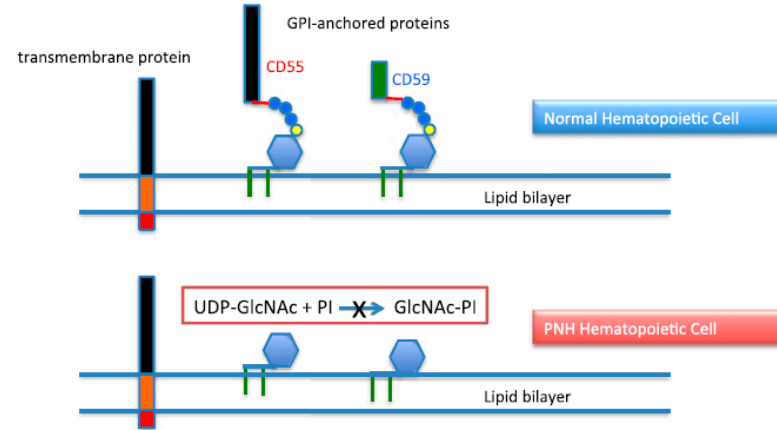 GPI-anchored proteins
transmembrane protein
CD55
CD59
Normal Hematopoietic Cell
Lipid bilayer
UDP-GlcNAc + PI X GlcNAc-PI
PNH Hematopoietic Cell
Lipid bilayer